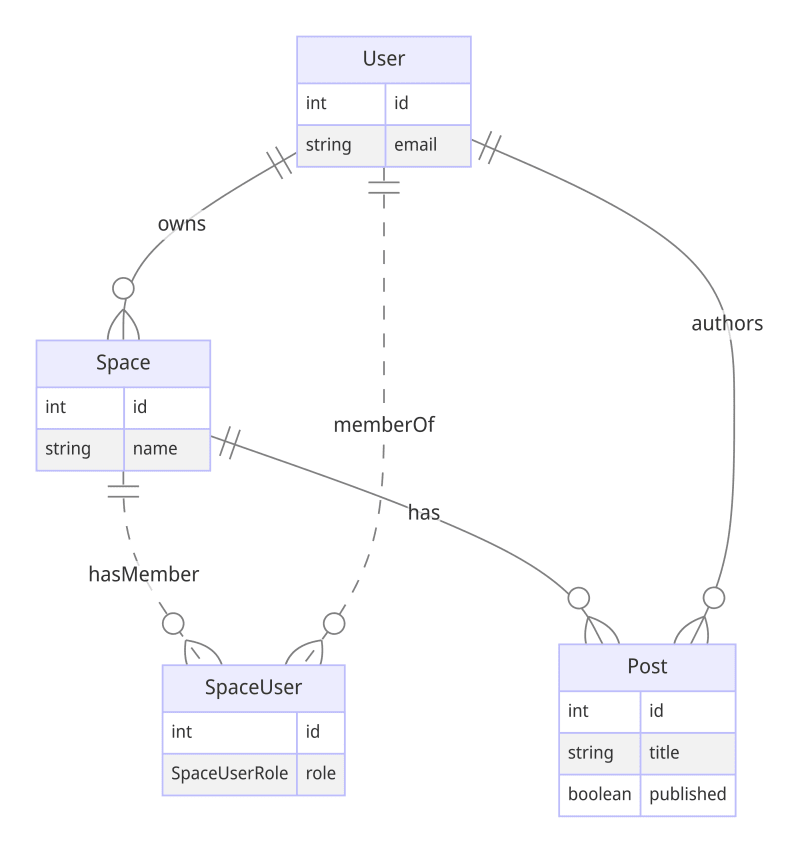 User
int id
string email
owns
authors
Space
int id
string name
memberOf
has
hasMember
SpaceUser
int id
SpaceUserRole role
Post
int id
string title
boolean published